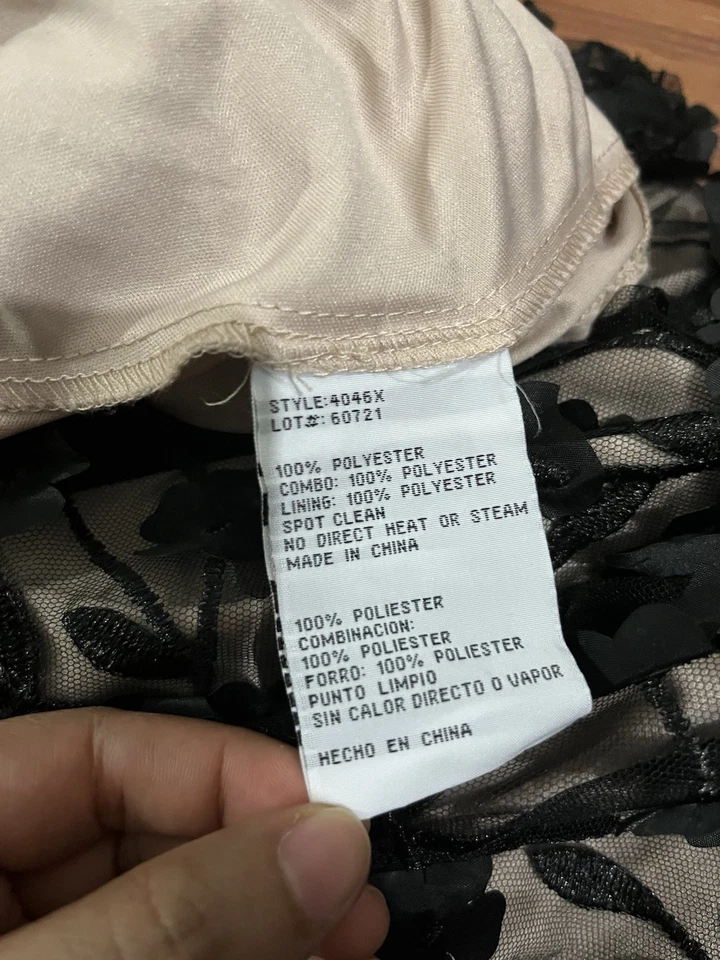 STYLE:4046X
LOT#: 60721
100% POLYESTER
COMBO: 100% POLYESTER
LINING: 100% POLYESTER
SPOT CLEAN
NO DIRECT HEAT OR STEAM
MADE IN CHINA
100% POLIESTER
COMBINACION:
100% POLIESTER
FORRO: 100% POLIESTER
PUNTO LIMPIO
SIN CALOR DIRECTO O VAPOR
HECHO EN CHINA